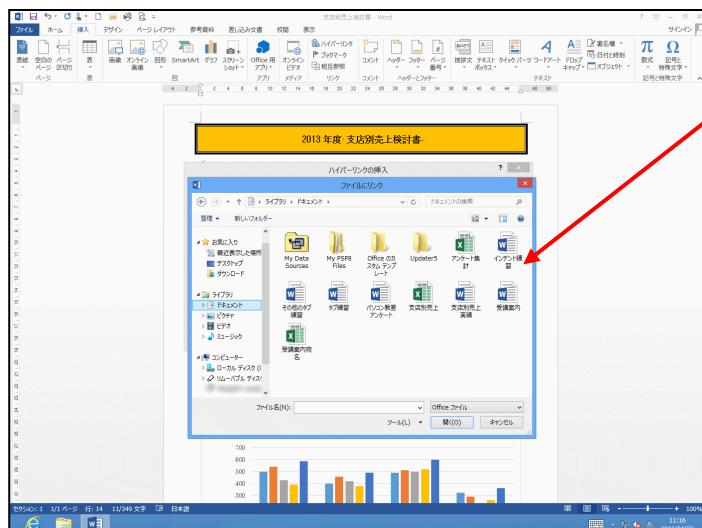 支店別売上検討書 - Word
サインイン
ファイル ホーム 挿入 デザイン ページ レイアウト 参考資料 差し込み文書 校閲 表示
表紙 空白のページ ページ区切り
表
画像 オンライン画像 図形 SmartArt グラフ スクリーンショット
Office 用アプリ
オンラインビデオ
ハイパーリンク
ブックマーク
相互参照
コメント
ヘッダー フッター ページ番号
挨拶文 テキストボックス クイック パーツ ワードアート ドロップキャップ
署名欄
日付と時刻
オブジェクト
数式 記号と特殊文字
ページ 表 図 アプリ メディア リンク コメント ヘッダーとフッター テキスト 記号と特殊文字
2013 年度 支店別売上検討書
ハイパーリンクの挿入
ファイルにリンク
ライブラリ ドキュメント
ドキュメントの検索
整理 新しいフォルダー
お気に入り
最近表示した場所
デスクトップ
ダウンロード
ライブラリ
ドキュメント
ピクチャ
ビデオ
ミュージック
コンピューター
ローカル ディスク (C
リムーバブル ディス
My Data Sources
My PSP8 Files
Office のカスタム テンプレート
Updater5
アンケート集計
インデント練習
その他のタブ練習
タブ練習
パソコン教室アンケート
支店別売上
支店別売上実績
受講案内
受講案内宛名
ファイル名(N):
Office ファイル
ツール(L) 開く(O) キャンセル
700
600
500
400
300
セクション: 1 1/1 ページ 行: 14 11/349 文字 日本語
100%
11:16